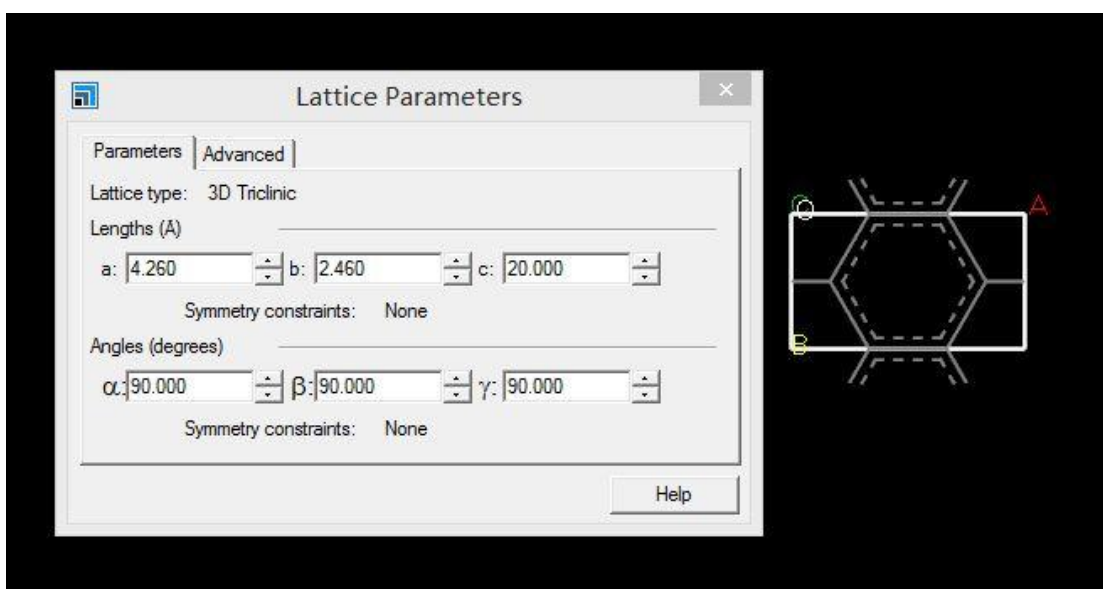 Lattice Parameters
Parameters Advanced
Lattice type: 3D Triclinic
Lengths (Å)
a: 4.260 b: 2.460 c: 20.000
Symmetry constraints: None
Angles (degrees)
α: 90.000 β: 90.000 γ: 90.000
Symmetry constraints: None
Help
O A
B